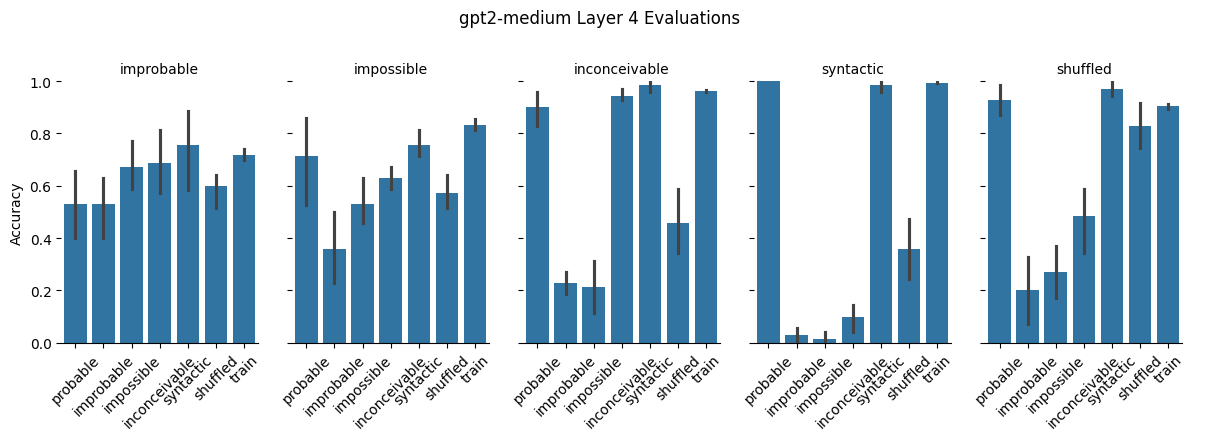 gpt2-medium Layer 4 Evaluations
improbable impossible inconceivable syntactic shuffled
1.0
0.8
0.6
0.4
0.2
0.0
Accuracy
probable improbable impossible inconceivable syntactic shuffled train
probable improbable impossible inconceivable syntactic shuffled train
probable improbable impossible inconceivable syntactic shuffled train
probable improbable impossible inconceivable syntactic shuffled train
probable improbable impossible inconceivable syntactic shuffled train